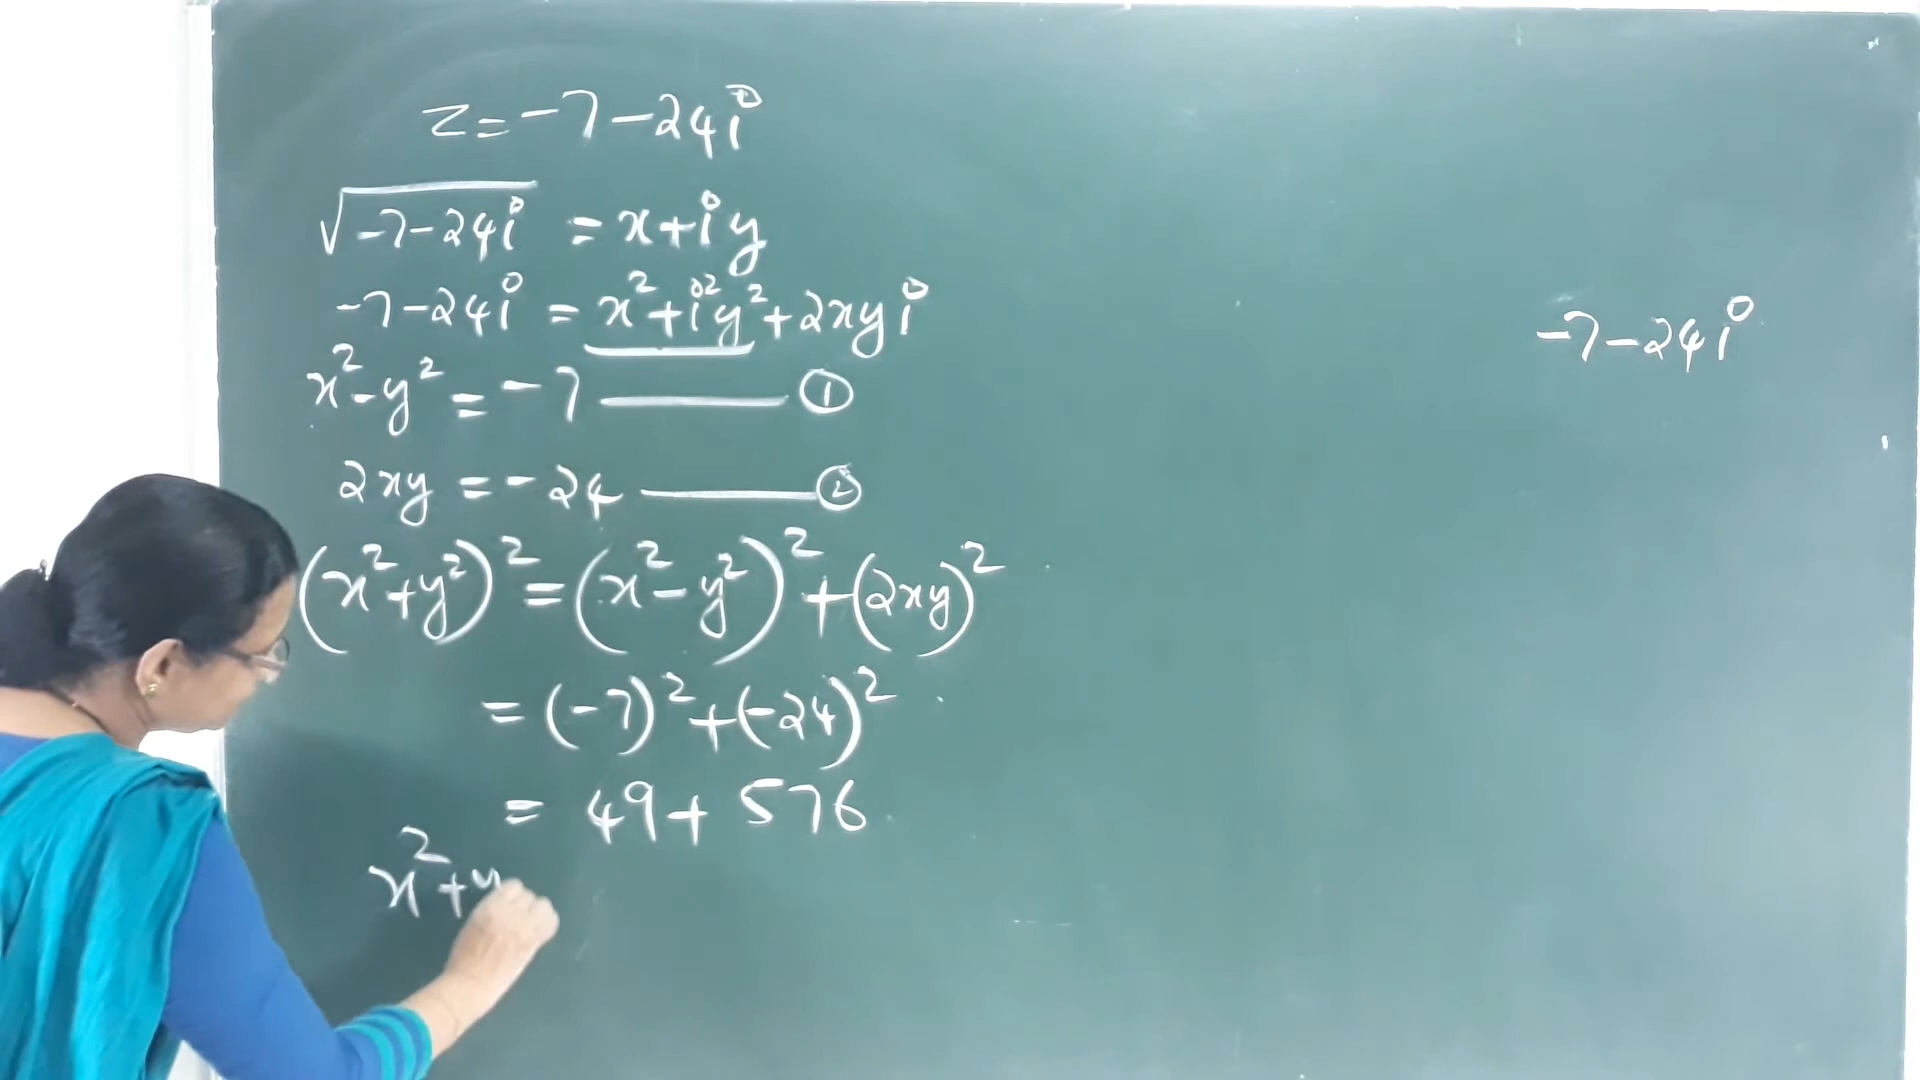 z = -7-24i
√-7-24i = x+iy
-7-24i = x²+i²y²+2xyi
x²-y² = -7 ——— ①
2xy = -24 ——— ②
(x²+y²)² = (x²-y²)² + (2xy)²
= (-7)² + (-24)²
= 49 + 576
x²+y
-7-24i